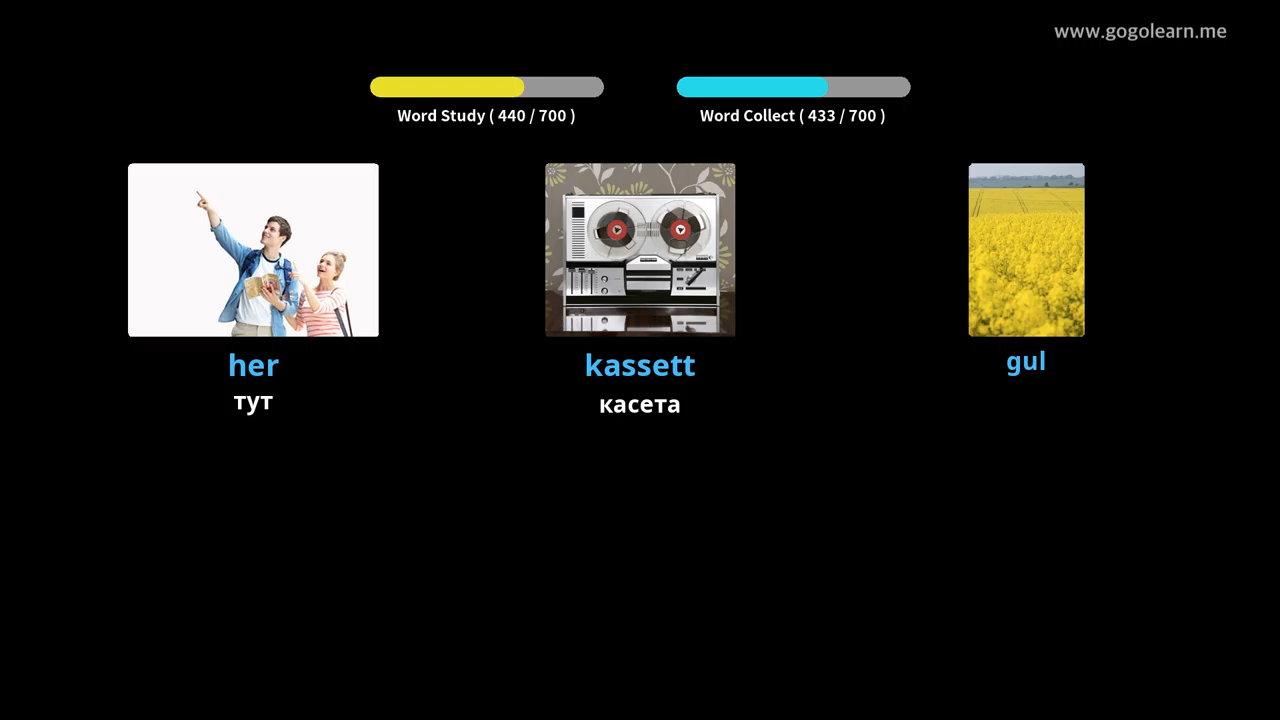 www.gogolearn.me
Word Study ( 440 / 700 )
Word Collect ( 433 / 700 )
her
тут
kassett
касета
gul